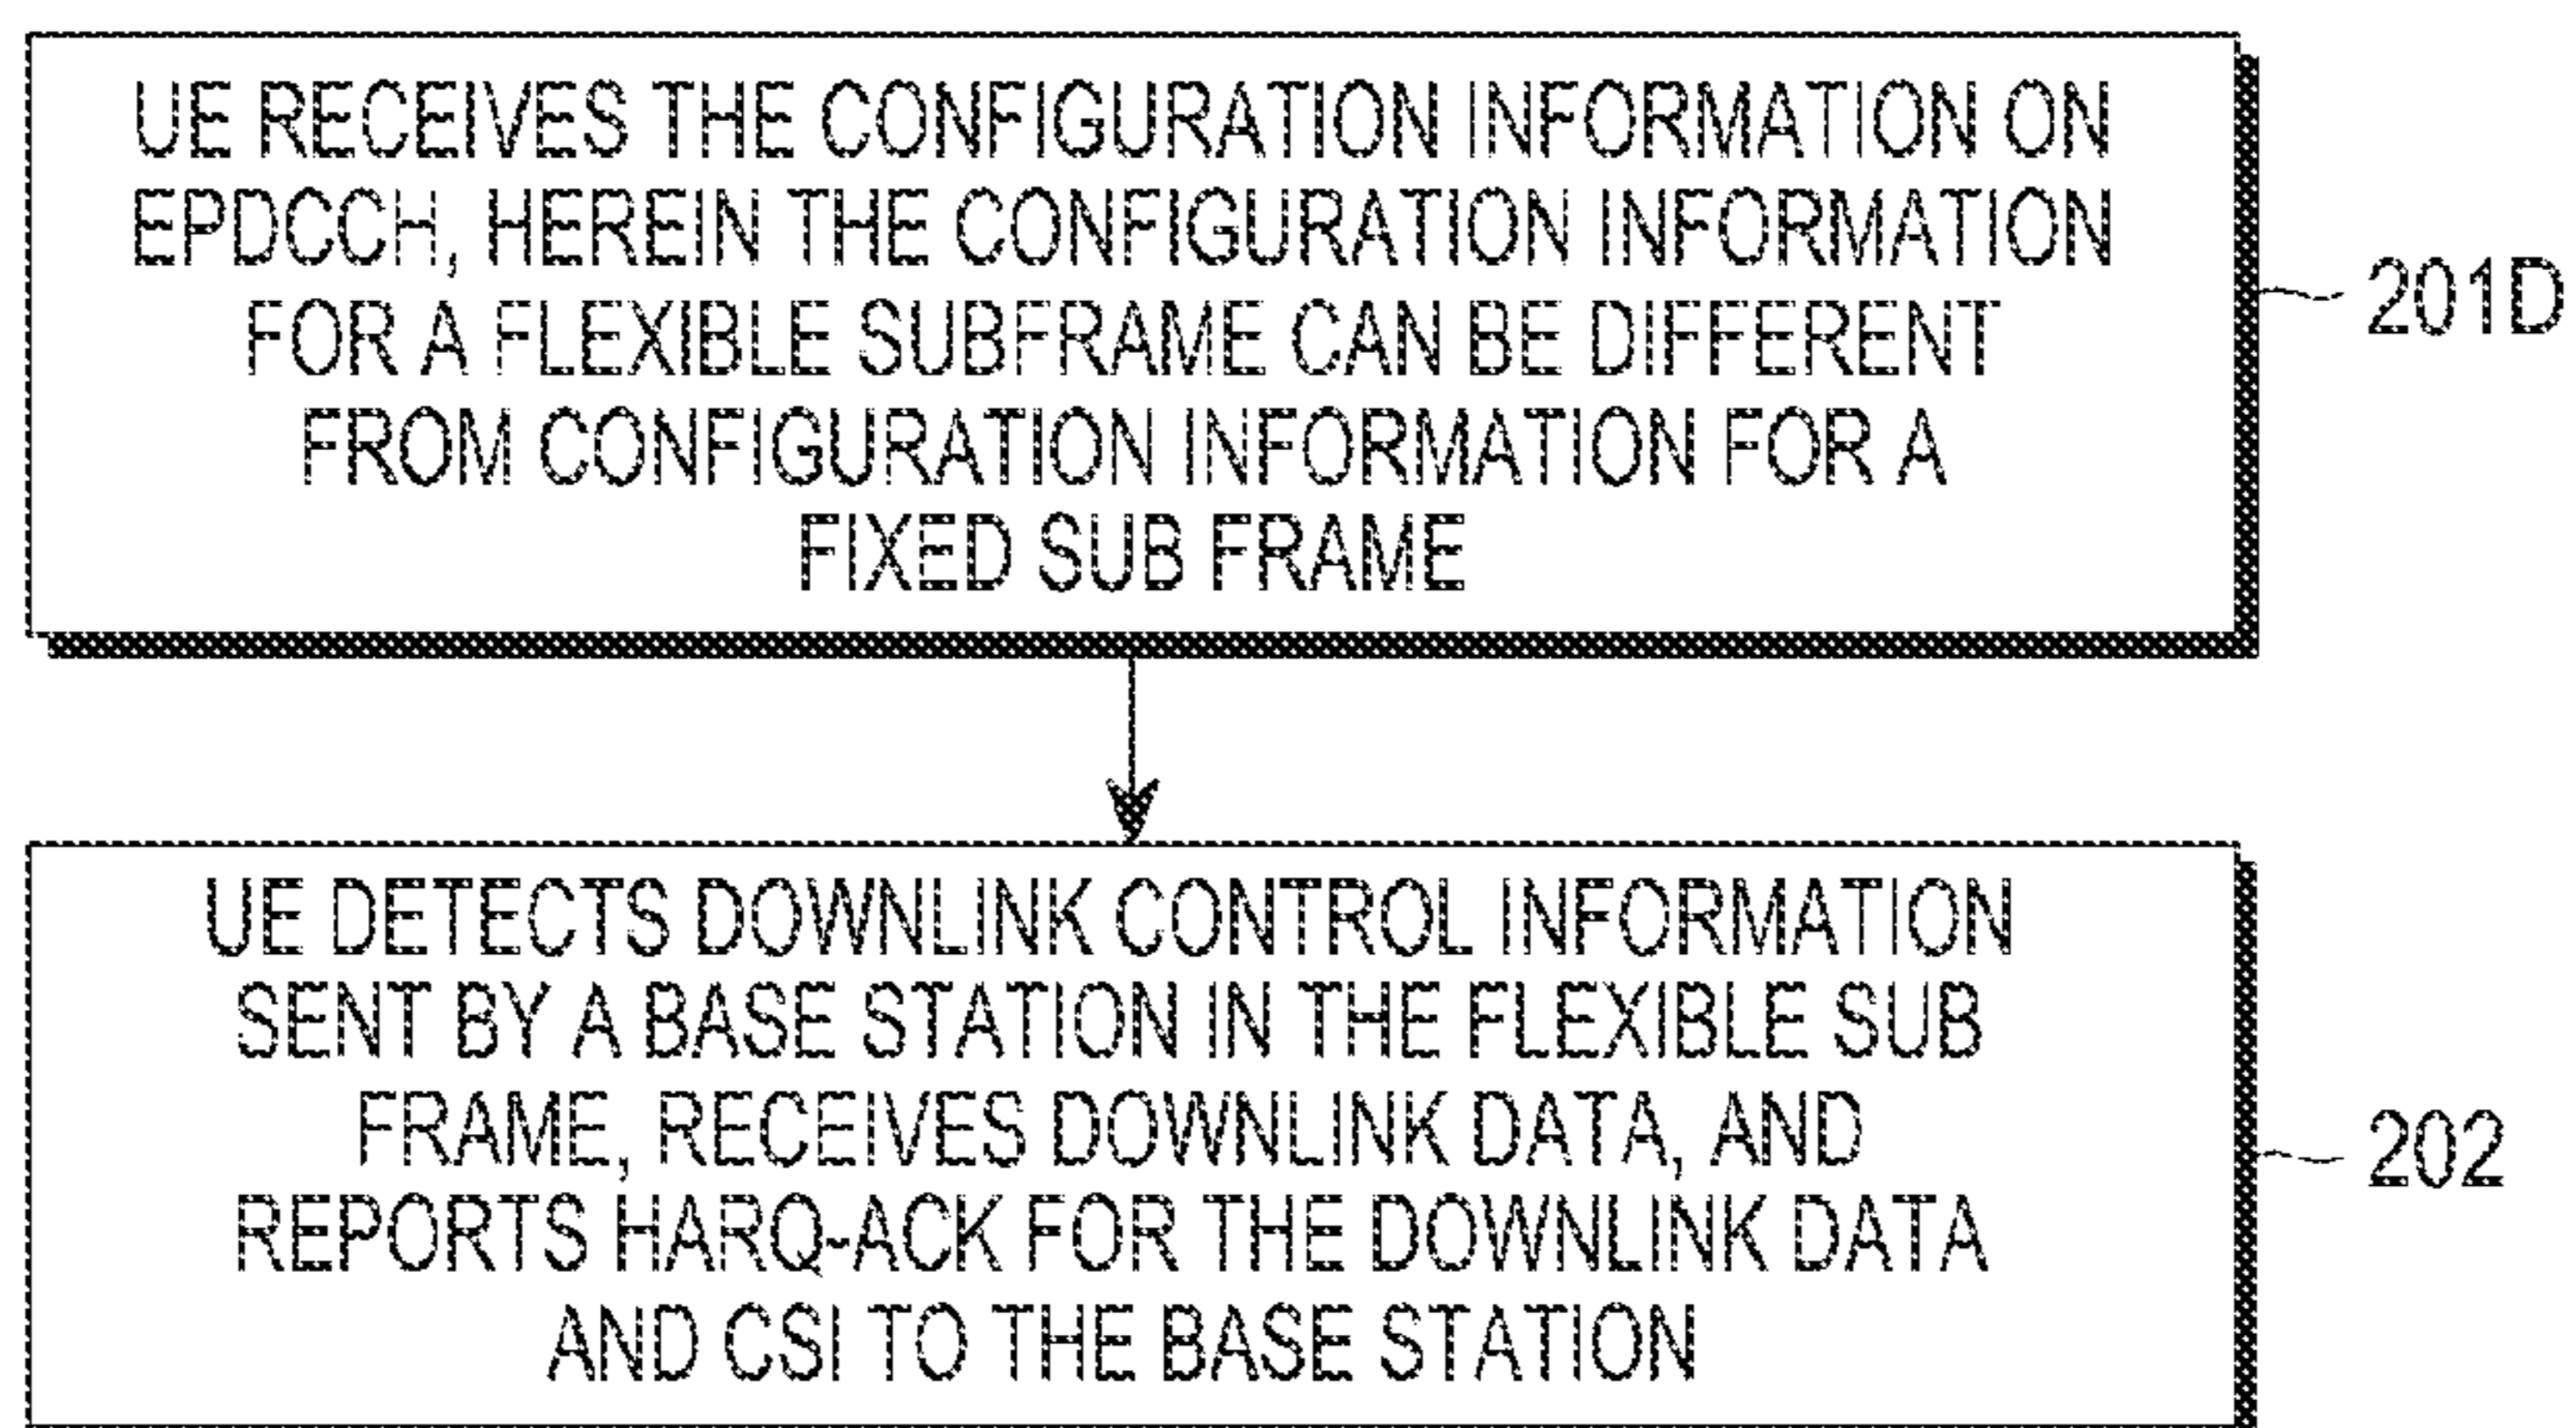 UE RECEIVES THE CONFIGURATION INFORMATION ON
EPDCCH, HEREIN THE CONFIGURATION INFORMATION
FOR A FLEXIBLE SUBFRAME CAN BE DIFFERENT
FROM CONFIGURATION INFORMATION FOR A
FIXED SUB FRAME
201D
UE DETECTS DOWNLINK CONTROL INFORMATION
SENT BY A BASE STATION IN THE FLEXIBLE SUB
FRAME, RECEIVES DOWNLINK DATA, AND
REPORTS HARQ-ACK FOR THE DOWNLINK DATA
AND CSI TO THE BASE STATION
202